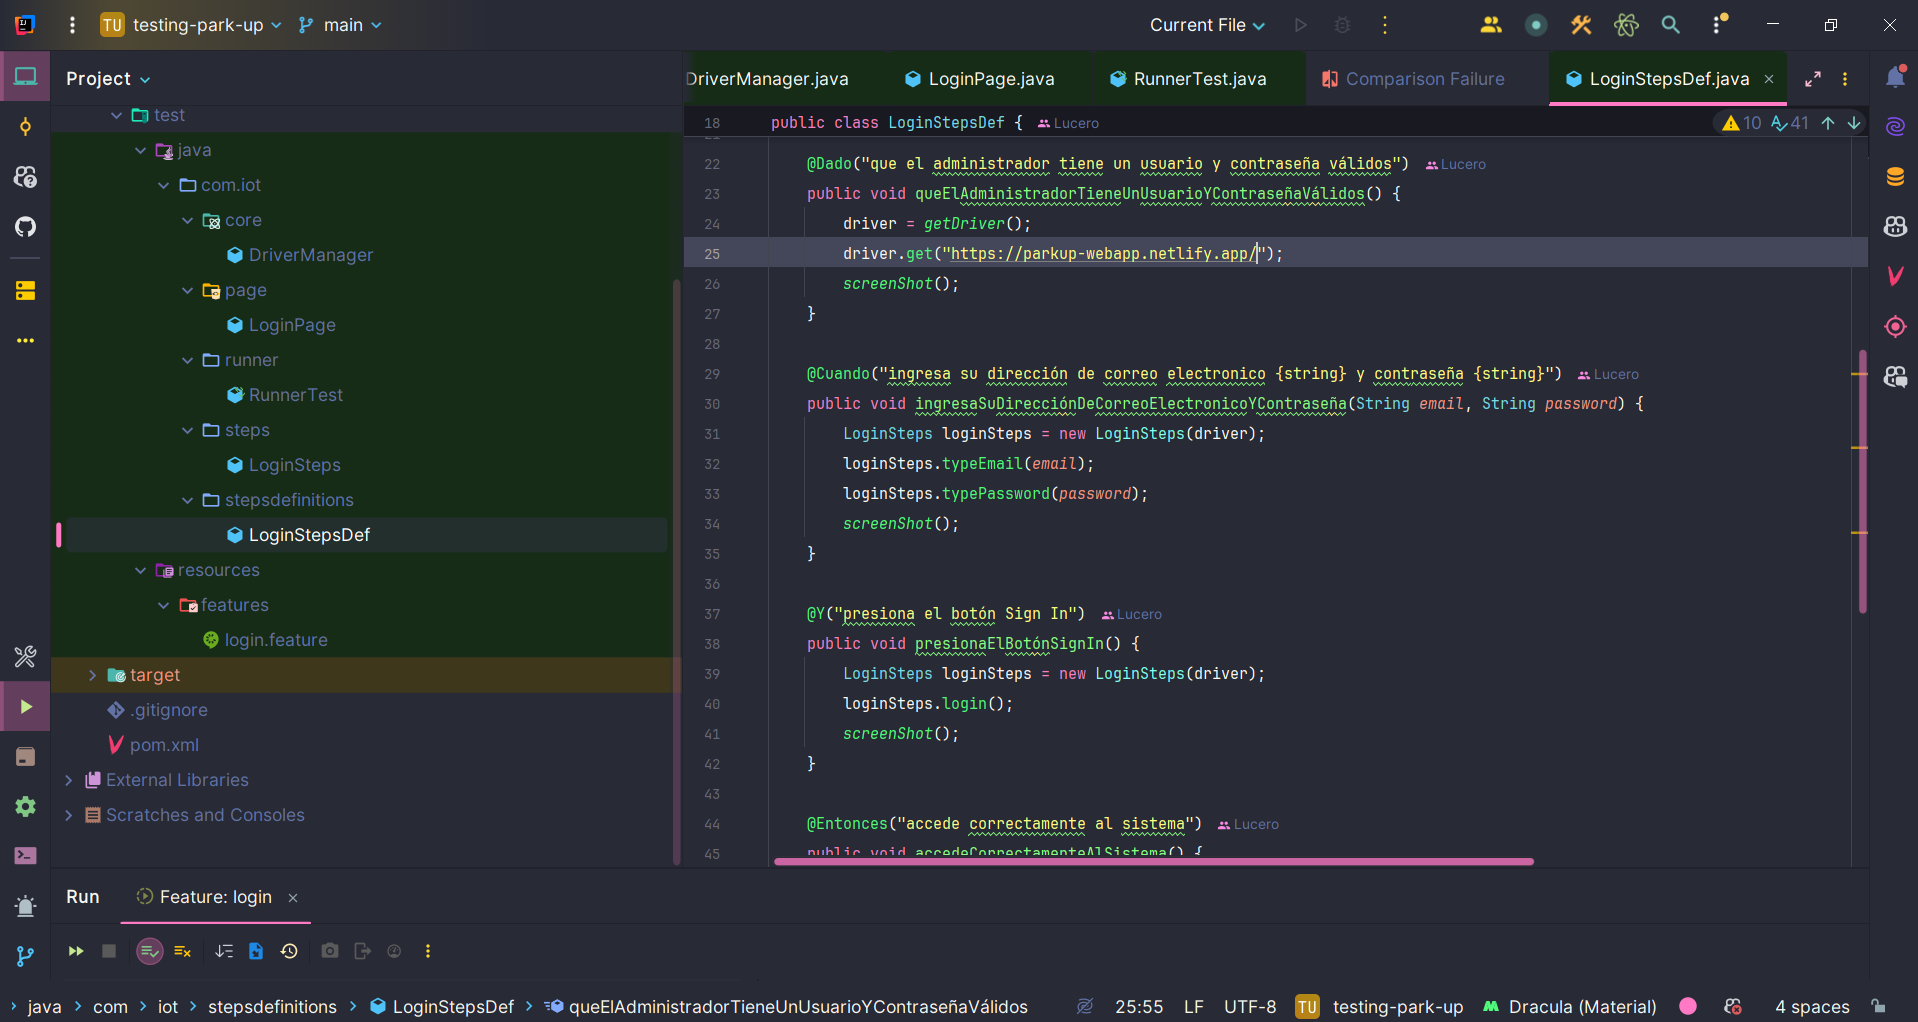 TU testing-park-up main Current File
Project
DriverManager.java LoginPage.java RunnerTest.java Comparison Failure LoginStepsDef.java
test
java
com.iot
core
DriverManager
page
LoginPage
runner
RunnerTest
steps
LoginSteps
stepsdefinitions
LoginStepsDef
resources
features
login.feature
target
.gitignore
pom.xml
External Libraries
Scratches and Consoles
18 public class LoginStepsDef { Lucero 10 41
22 @Dado("que el administrador tiene un usuario y contraseña válidos") Lucero
23 public void queElAdministradorTieneUnUsuarioYContraseñaVálidos() {
24 driver = getDriver();
25 driver.get("https://parkup-webapp.netlify.app/");
26 screenShot();
27 }
28
29 @Cuando("ingresa su dirección de correo electronico {string} y contraseña {string}") Lucero
30 public void ingresaSuDirecciónDeCorreoElectronicoYContraseña(String email, String password) {
31 LoginSteps loginSteps = new LoginSteps(driver);
32 loginSteps.typeEmail(email);
33 loginSteps.typePassword(password);
34 screenShot();
35 }
36
37 @Y("presiona el botón Sign In") Lucero
38 public void presionaElBotónSignIn() {
39 LoginSteps loginSteps = new LoginSteps(driver);
40 loginSteps.login();
41 screenShot();
42 }
43
44 @Entonces("accede correctamente al sistema") Lucero
45 public void accedeCorrectamenteAlSistema() {
Run Feature: login
java com iot stepsdefinitions LoginStepsDef queElAdministradorTieneUnUsuarioYContraseñaVálidos 25:55 LF UTF-8 TU testing-park-up Dracula (Material) 4 spaces